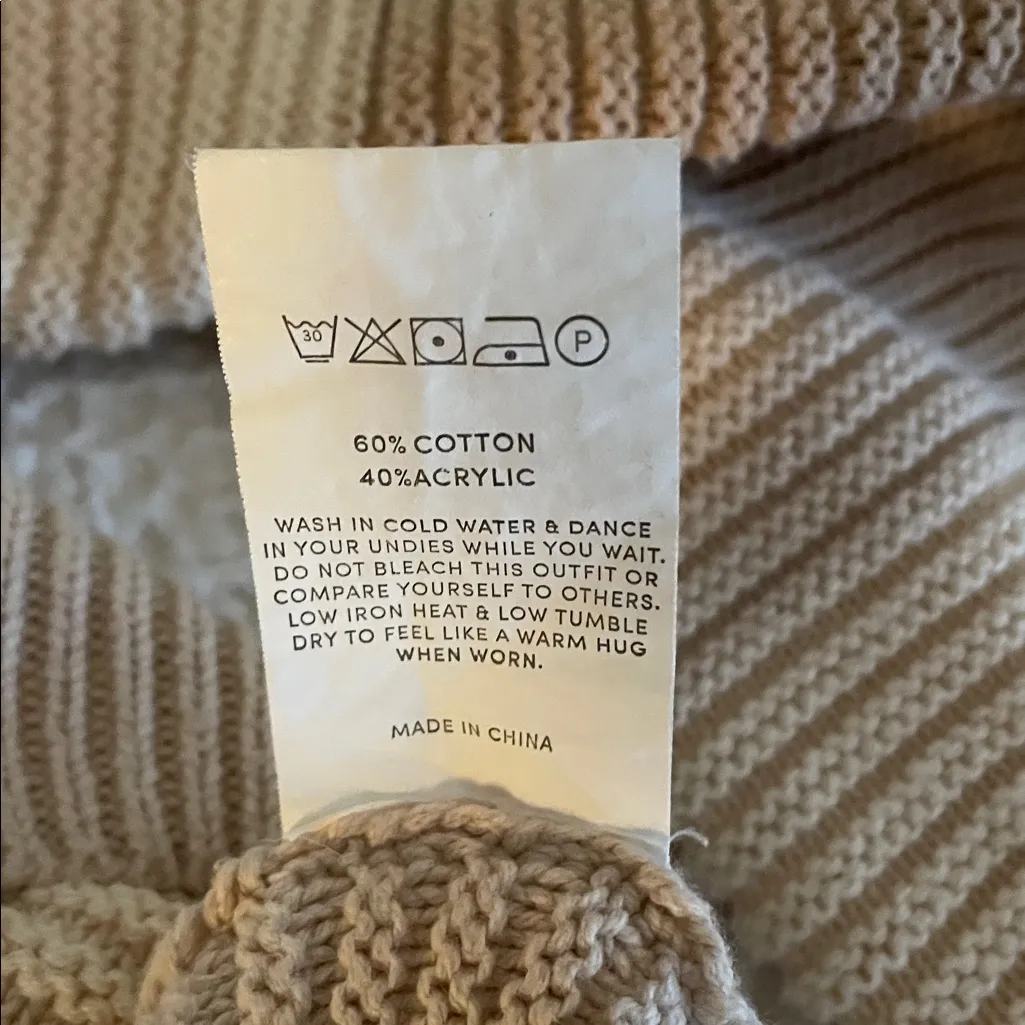 30 P
60% COTTON
40%ACRYLIC
WASH IN COLD WATER & DANCE
IN YOUR UNDIES WHILE YOU WAIT.
DO NOT BLEACH THIS OUTFIT OR
COMPARE YOURSELF TO OTHERS.
LOW IRON HEAT & LOW TUMBLE
DRY TO FEEL LIKE A WARM HUG
WHEN WORN.
MADE IN CHINA